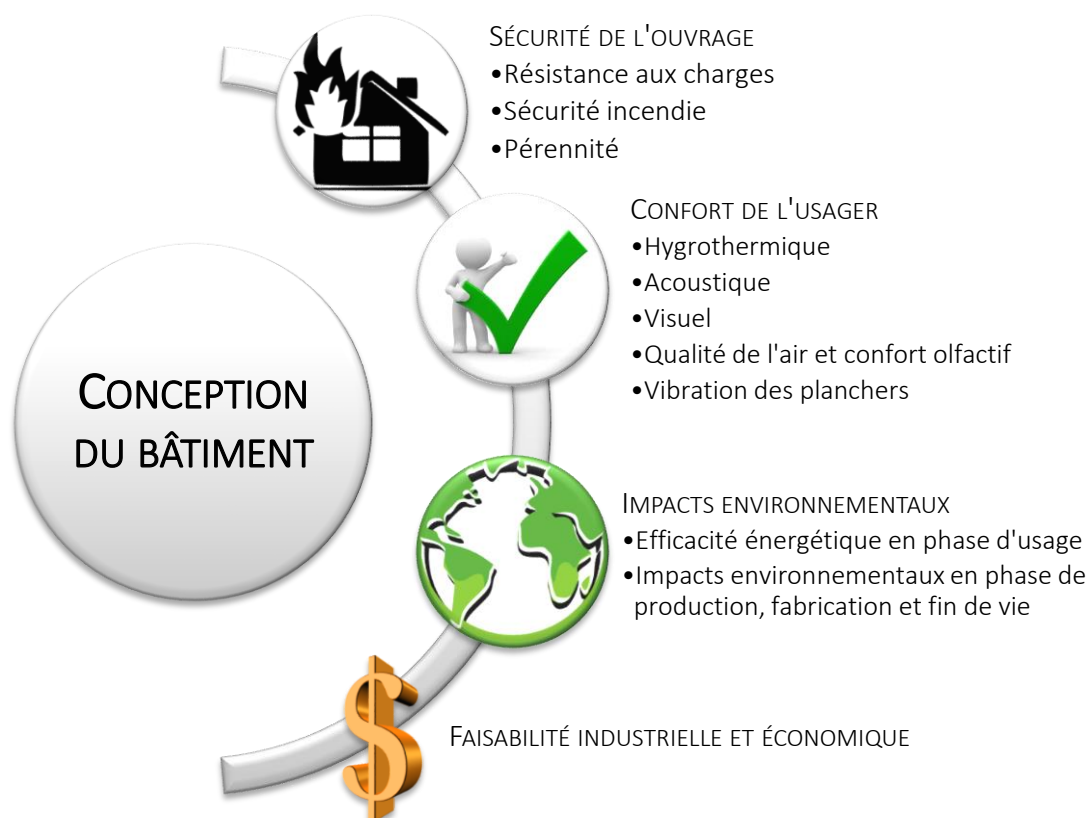 SÉCURITÉ DE L'OUVRAGE
•Résistance aux charges
•Sécurité incendie
•Pérennité
CONFORT DE L'USAGER
•Hygrothermique
•Acoustique
•Visuel
•Qualité de l'air et confort olfactif
•Vibration des planchers
CONCEPTION
DU BÂTIMENT
IMPACTS ENVIRONNEMENTAUX
•Efficacité énergétique en phase d'usage
•Impacts environnementaux en phase de
production, fabrication et fin de vie
$
FAISABILITÉ INDUSTRIELLE ET ÉCONOMIQUE